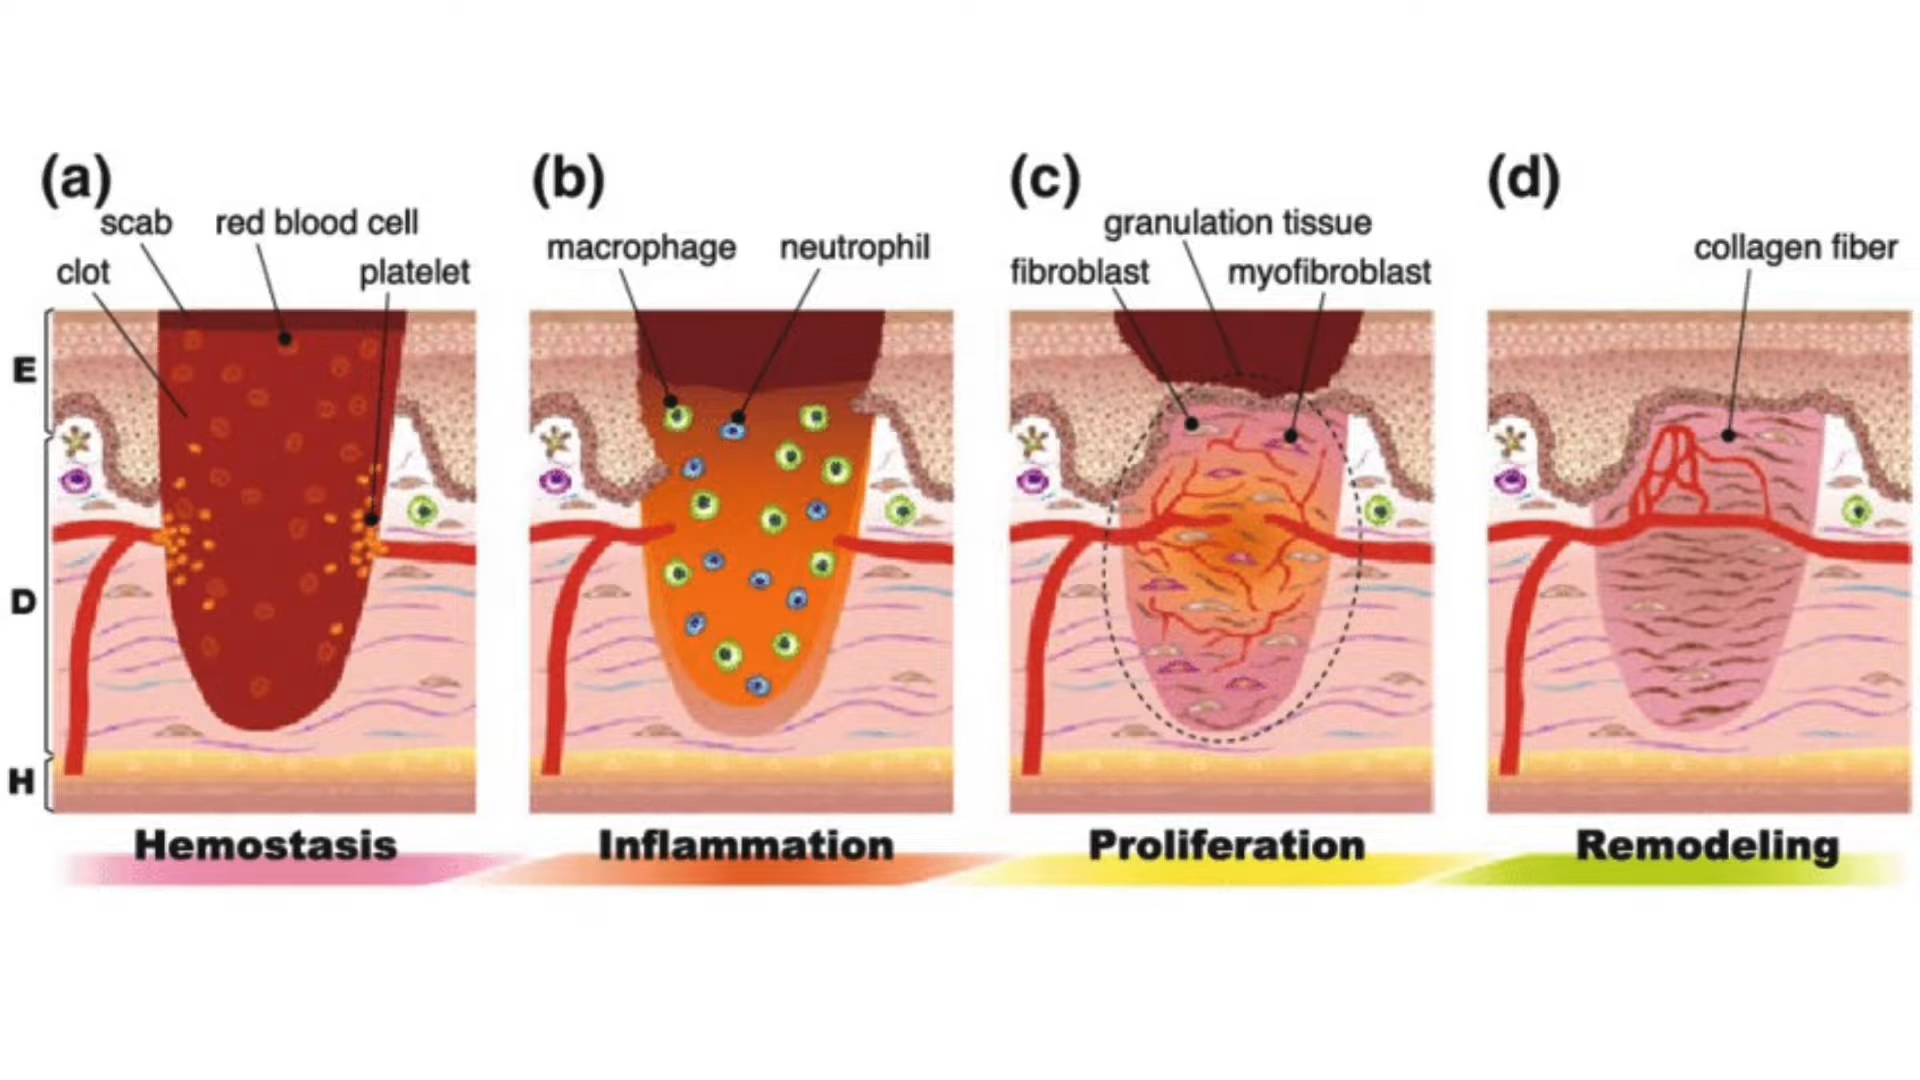 (a)
scab
red blood cell
clot
platelet
(b)
macrophage
neutrophil
(c)
granulation tissue
fibroblast
myofibroblast
(d)
collagen fiber
E
D
H
Hemostasis
Inflammation
Proliferation
Remodeling